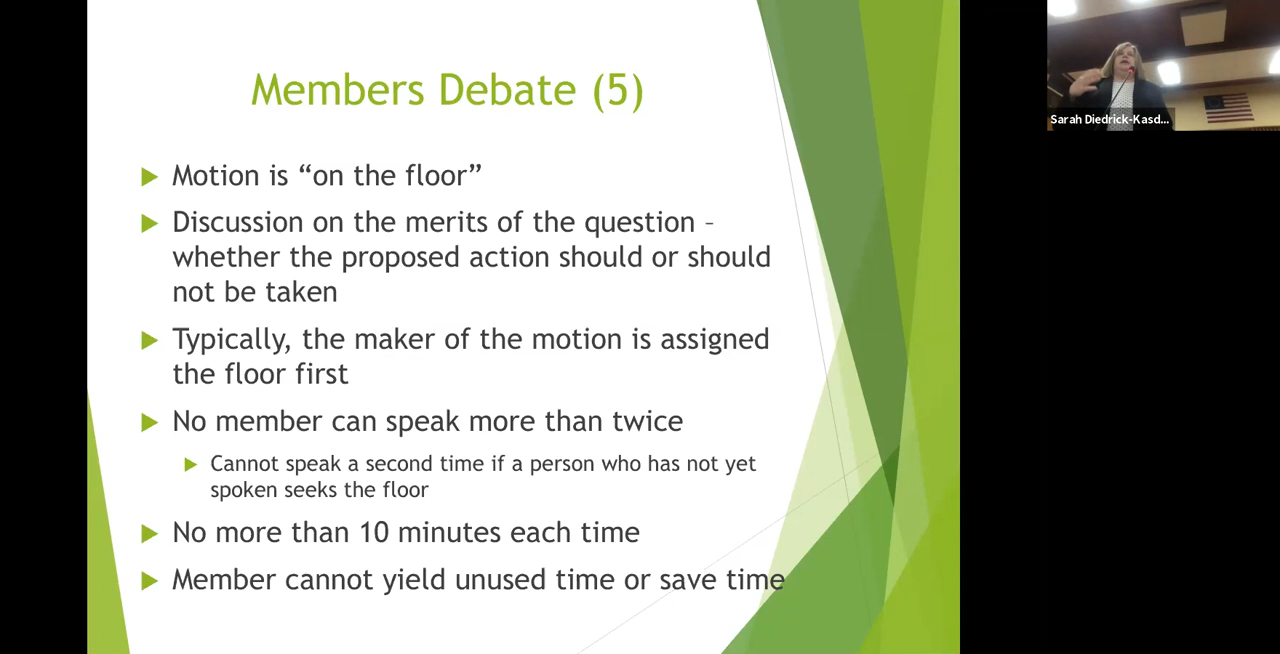 Members Debate (5)
Motion is “on the floor”
Discussion on the merits of the question –
whether the proposed action should or should
not be taken
Typically, the maker of the motion is assigned
the floor first
No member can speak more than twice
Cannot speak a second time if a person who has not yet
spoken seeks the floor
No more than 10 minutes each time
Member cannot yield unused time or save time
Sarah Diedrick-Kasd...